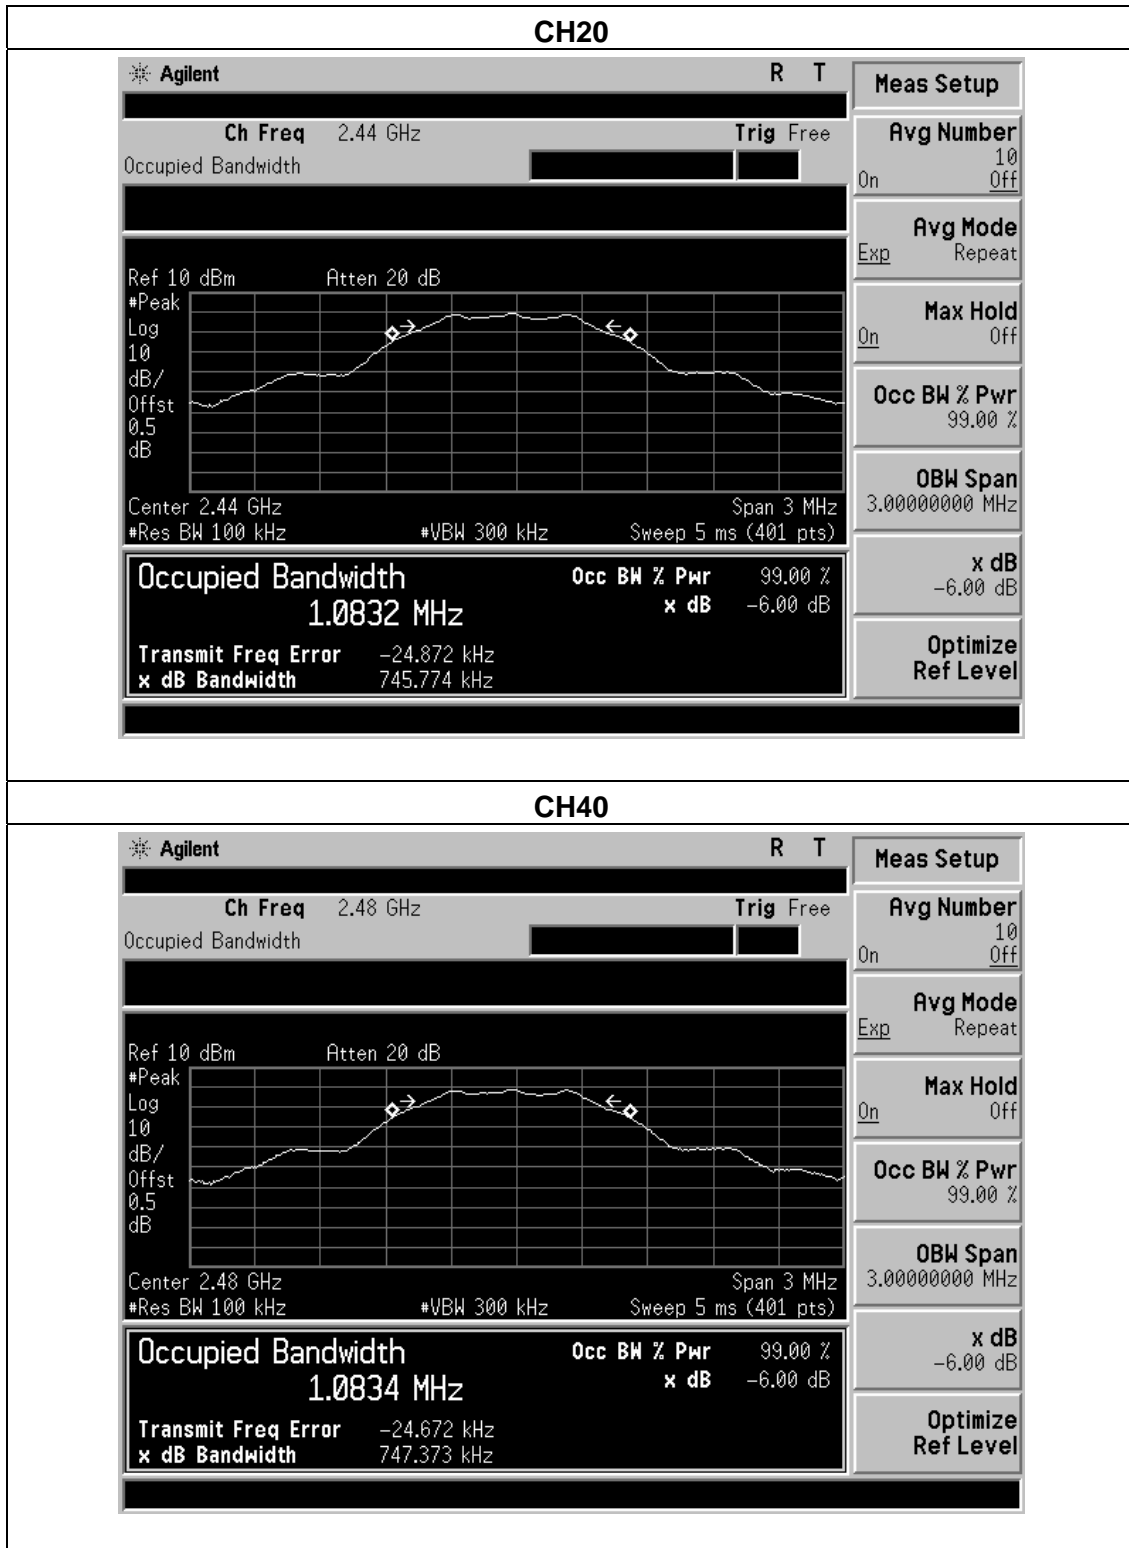 CH20
Agilent R T
Meas Setup
Ch Freq 2.44 GHz Trig Free
Occupied Bandwidth
Avg Number
10
On Off
Avg Mode
Exp Repeat
Max Hold
On Off
Occ BW % Pwr
99.00 %
OBW Span
3.00000000 MHz
x dB
-6.00 dB
Optimize
Ref Level
Ref 10 dBm Atten 20 dB
#Peak
Log
10
dB/
Offst
0.5
dB
Center 2.44 GHz Span 3 MHz
#Res BW 100 kHz #VBW 300 kHz Sweep 5 ms (401 pts)
Occupied Bandwidth Occ BW % Pwr 99.00 %
1.0832 MHz x dB -6.00 dB
Transmit Freq Error -24.872 kHz
x dB Bandwidth 745.774 kHz
CH40
Agilent R T
Meas Setup
Ch Freq 2.48 GHz Trig Free
Occupied Bandwidth
Avg Number
10
On Off
Avg Mode
Exp Repeat
Max Hold
On Off
Occ BW % Pwr
99.00 %
OBW Span
3.00000000 MHz
x dB
-6.00 dB
Optimize
Ref Level
Ref 10 dBm Atten 20 dB
#Peak
Log
10
dB/
Offst
0.5
dB
Center 2.48 GHz Span 3 MHz
#Res BW 100 kHz #VBW 300 kHz Sweep 5 ms (401 pts)
Occupied Bandwidth Occ BW % Pwr 99.00 %
1.0834 MHz x dB -6.00 dB
Transmit Freq Error -24.672 kHz
x dB Bandwidth 747.373 kHz